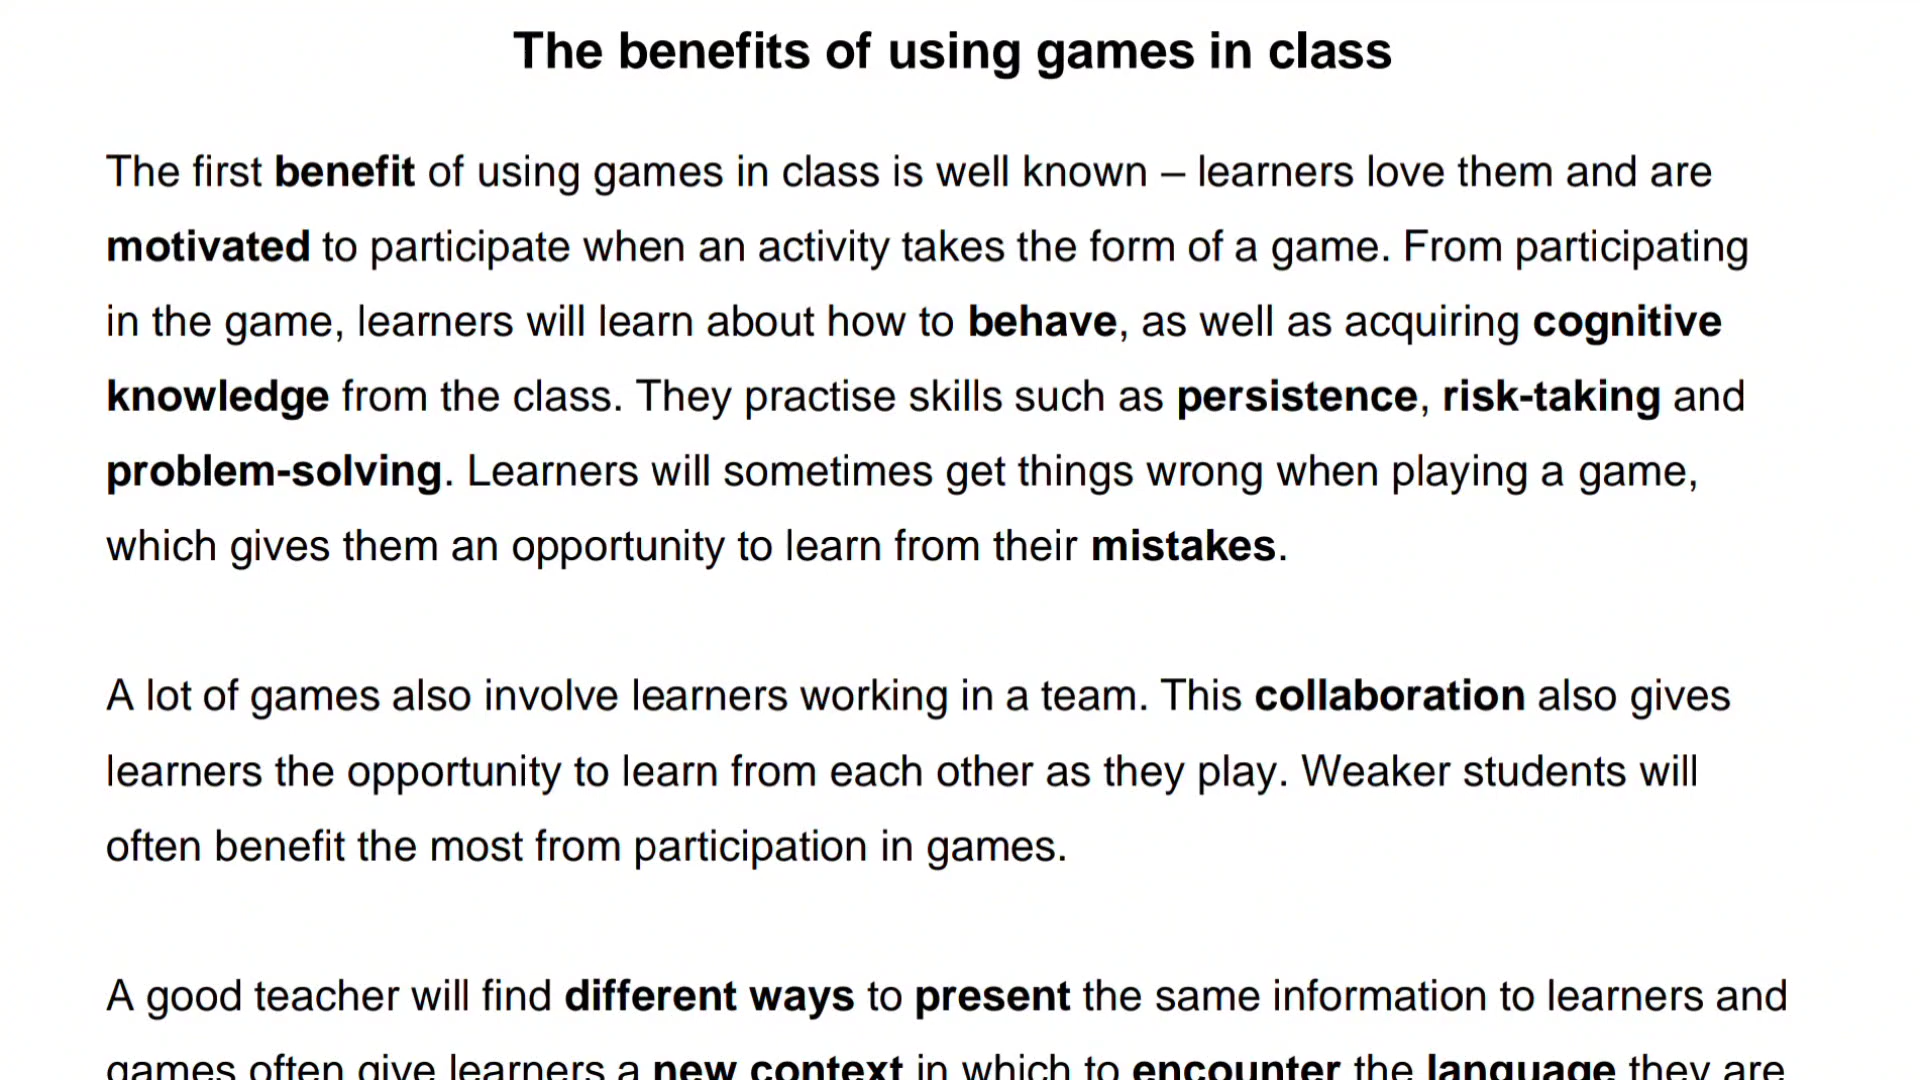 The benefits of using games in class
The first benefit of using games in class is well known – learners love them and are
motivated to participate when an activity takes the form of a game. From participating
in the game, learners will learn about how to behave, as well as acquiring cognitive
knowledge from the class. They practise skills such as persistence, risk-taking and
problem-solving. Learners will sometimes get things wrong when playing a game,
which gives them an opportunity to learn from their mistakes.
A lot of games also involve learners working in a team. This collaboration also gives
learners the opportunity to learn from each other as they play. Weaker students will
often benefit the most from participation in games.
A good teacher will find different ways to present the same information to learners and
games often give learners a new context in which to encounter the language they are